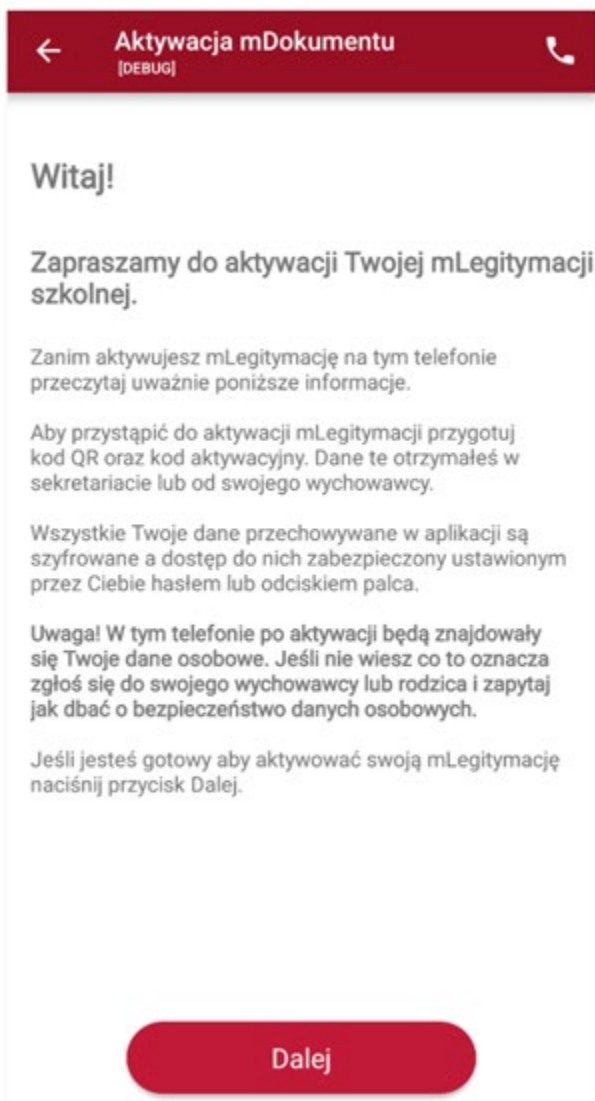 Aktywacja mDokumentu
[DEBUG]
Witaj!
Zapraszamy do aktywacji Twojej mLegitymacji
szkolnej.
Zanim aktywujesz mLegitymację na tym telefonie
przeczytaj uważnie poniższe informacje.
Aby przystąpić do aktywacji mLegitymacji przygotuj
kod QR oraz kod aktywacyjny. Dane te otrzymałeś w
sekretariacie lub od swojego wychowawcy.
Wszystkie Twoje dane przechowywane w aplikacji są
szyfrowane a dostęp do nich zabezpieczony ustawionym
przez Ciebie hasłem lub odciskiem palca.
Uwaga! W tym telefonie po aktywacji będą znajdowały
się Twoje dane osobowe. Jeśli nie wiesz co to oznacza
zgłoś się do swojego wychowawcy lub rodzica i zapytaj
jak dbać o bezpieczeństwo danych osobowych.
Jeśli jesteś gotowy aby aktywować swoją mLegitymację
naciśnij przycisk Dalej.
Dalej